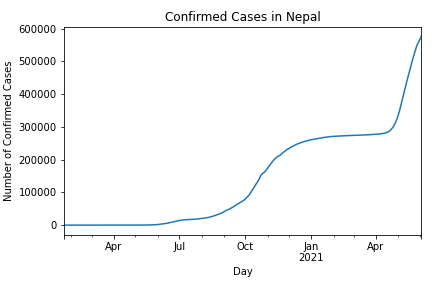 Confirmed Cases in Nepal
600000
500000
400000
300000
200000
100000
0
Number of Confirmed Cases
Apr Jul Oct Jan Apr
2021
Day